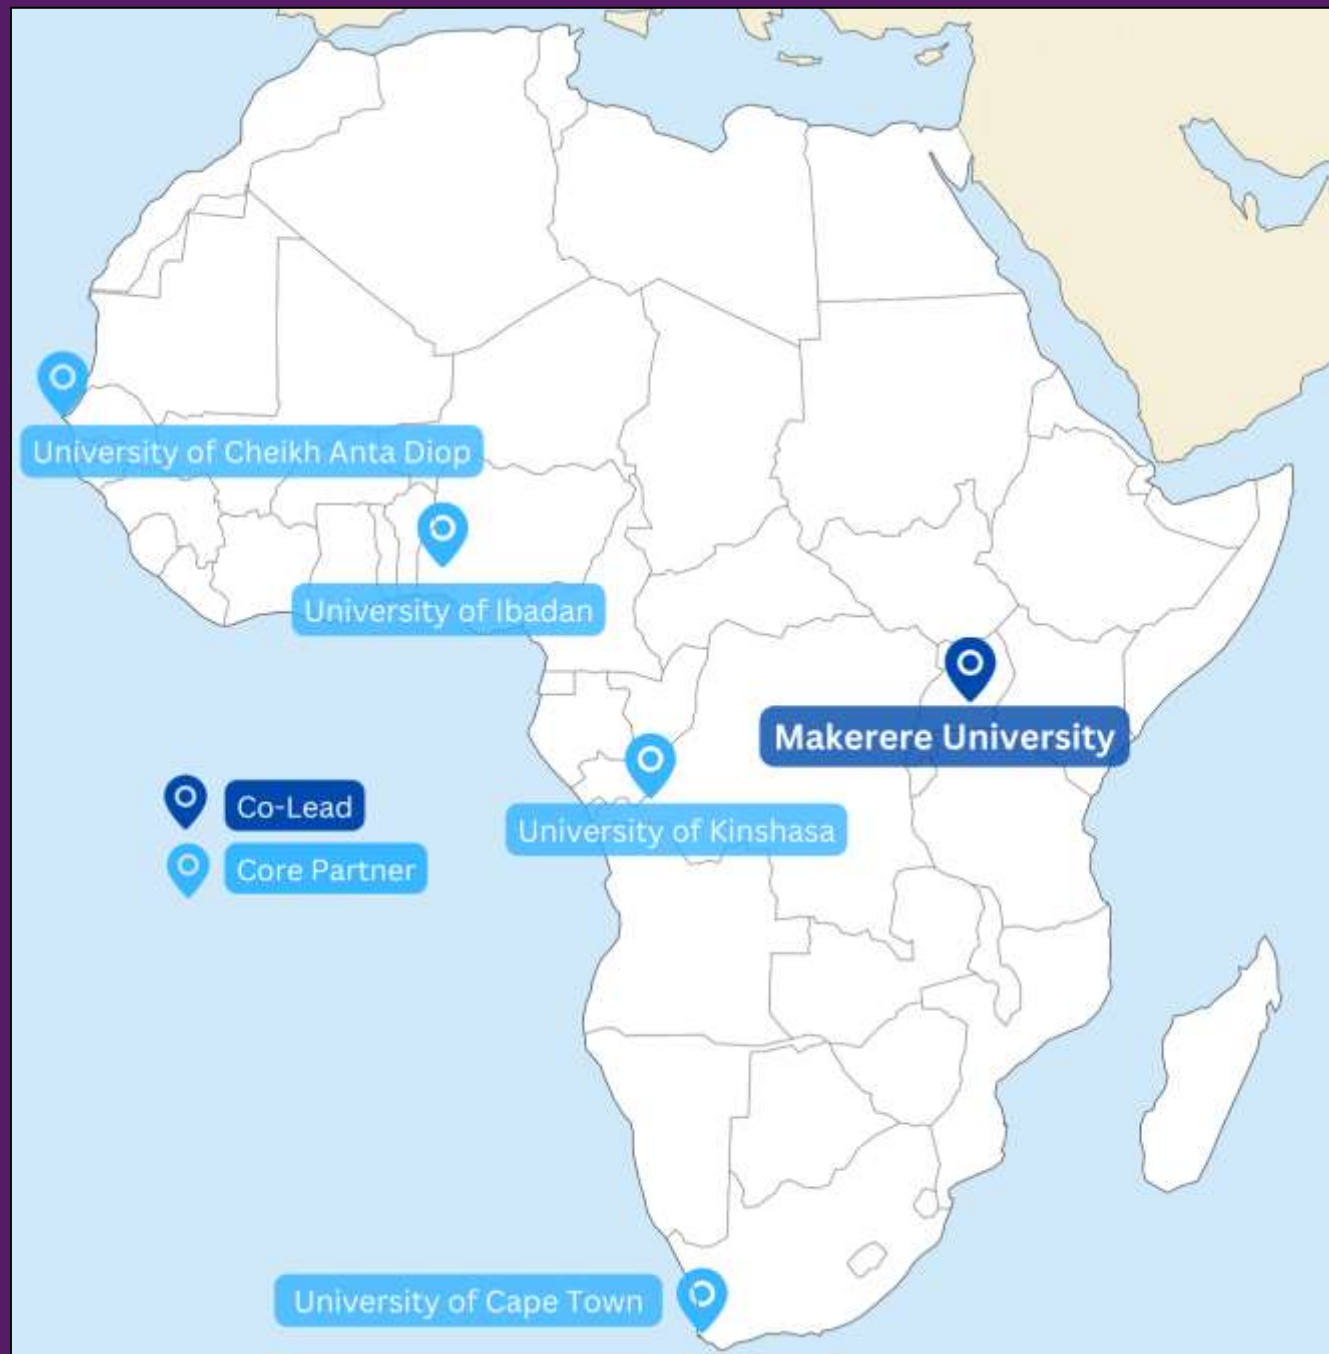 University of Cheikh Anta Diop
University of Ibadan
Makerere University
Co-Lead
University of Kinshasa
Core Partner
University of Cape Town